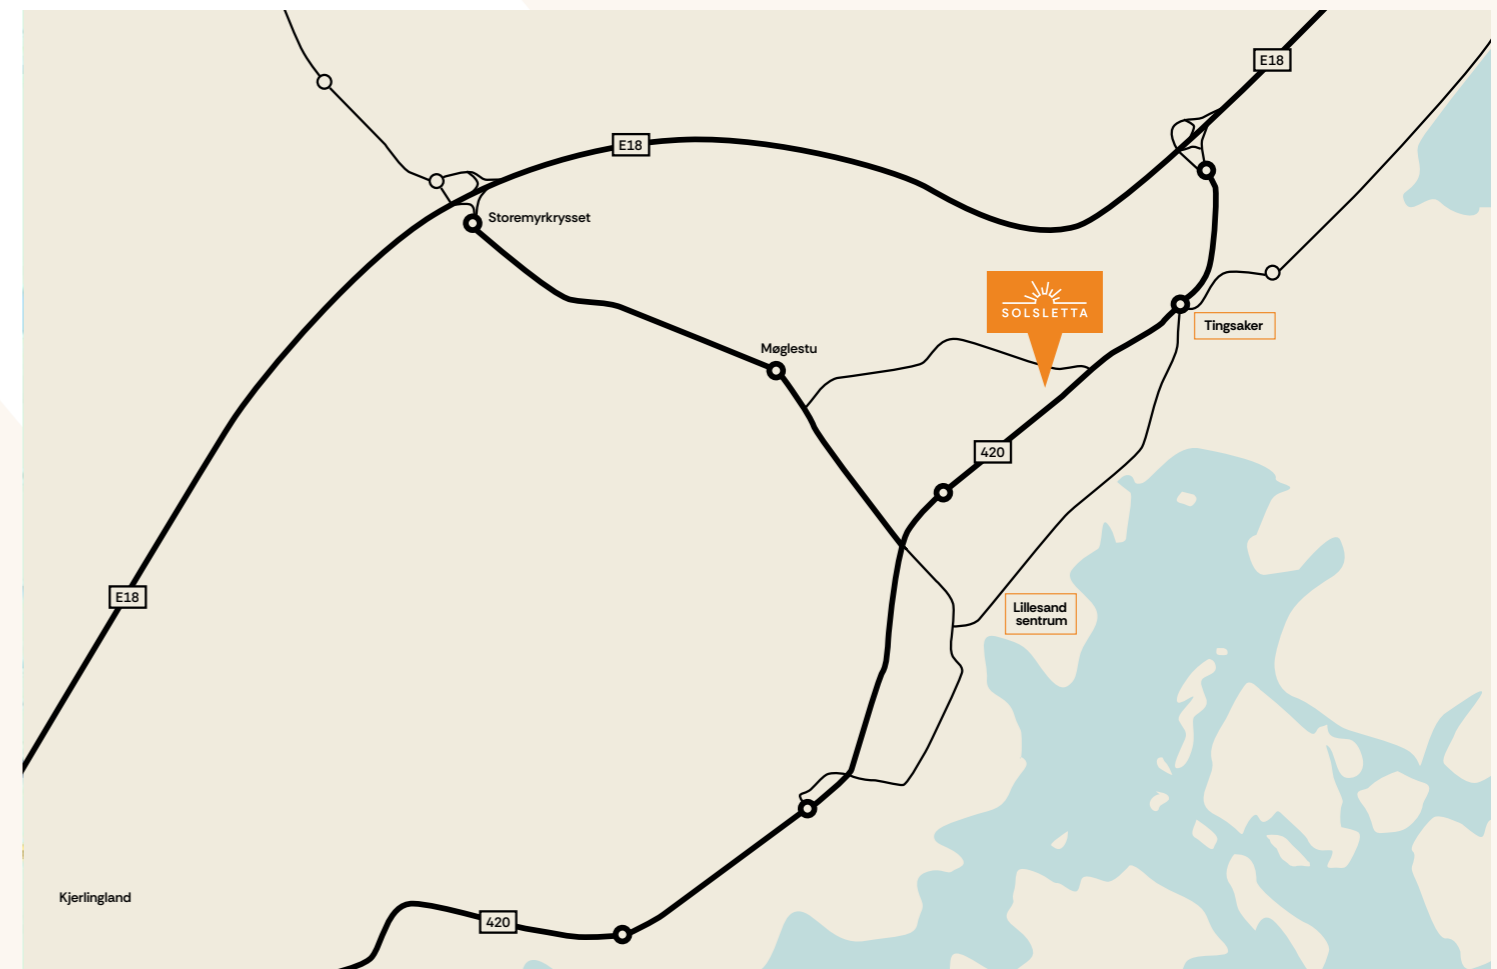 E18
E18
Storemyrkrysset
SOLSLETTA
Tingsaker
Møglestu
420
E18
Lillesand
sentrum
Kjerlingland
420